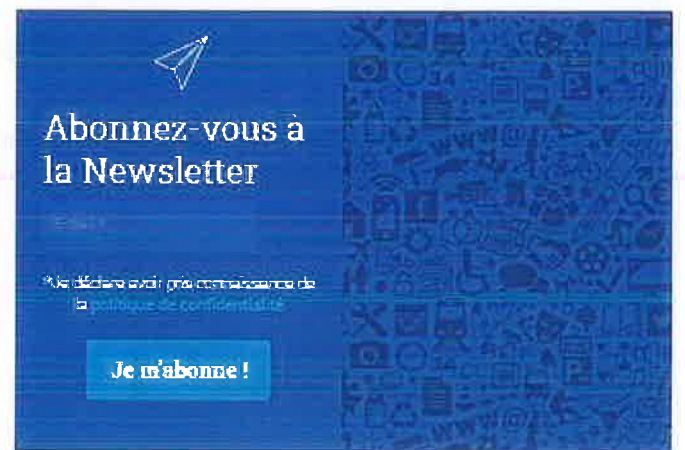 Abonnez-vous à
la Newsletter
*Je déclare avoir pris connaissance de
la politique de confidentialité
Je m'abonne !